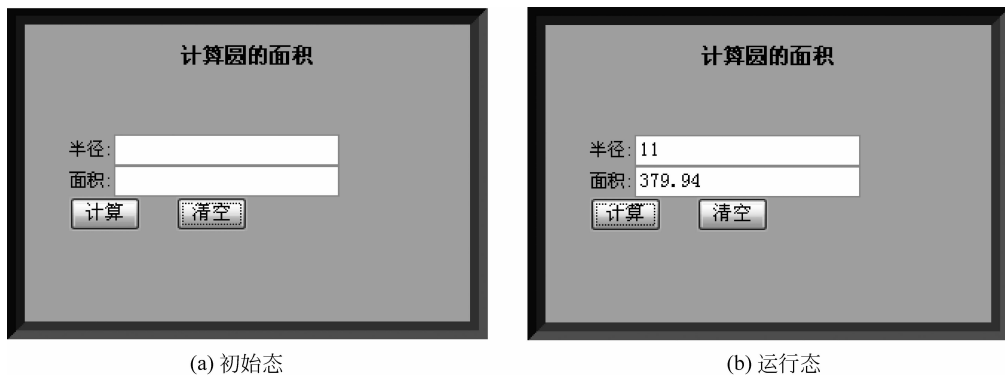 计算圆的面积
半径:
面积:
计算 清空
(a) 初始态
计算圆的面积
半径: 11
面积: 379.94
计算 清空
(b) 运行态